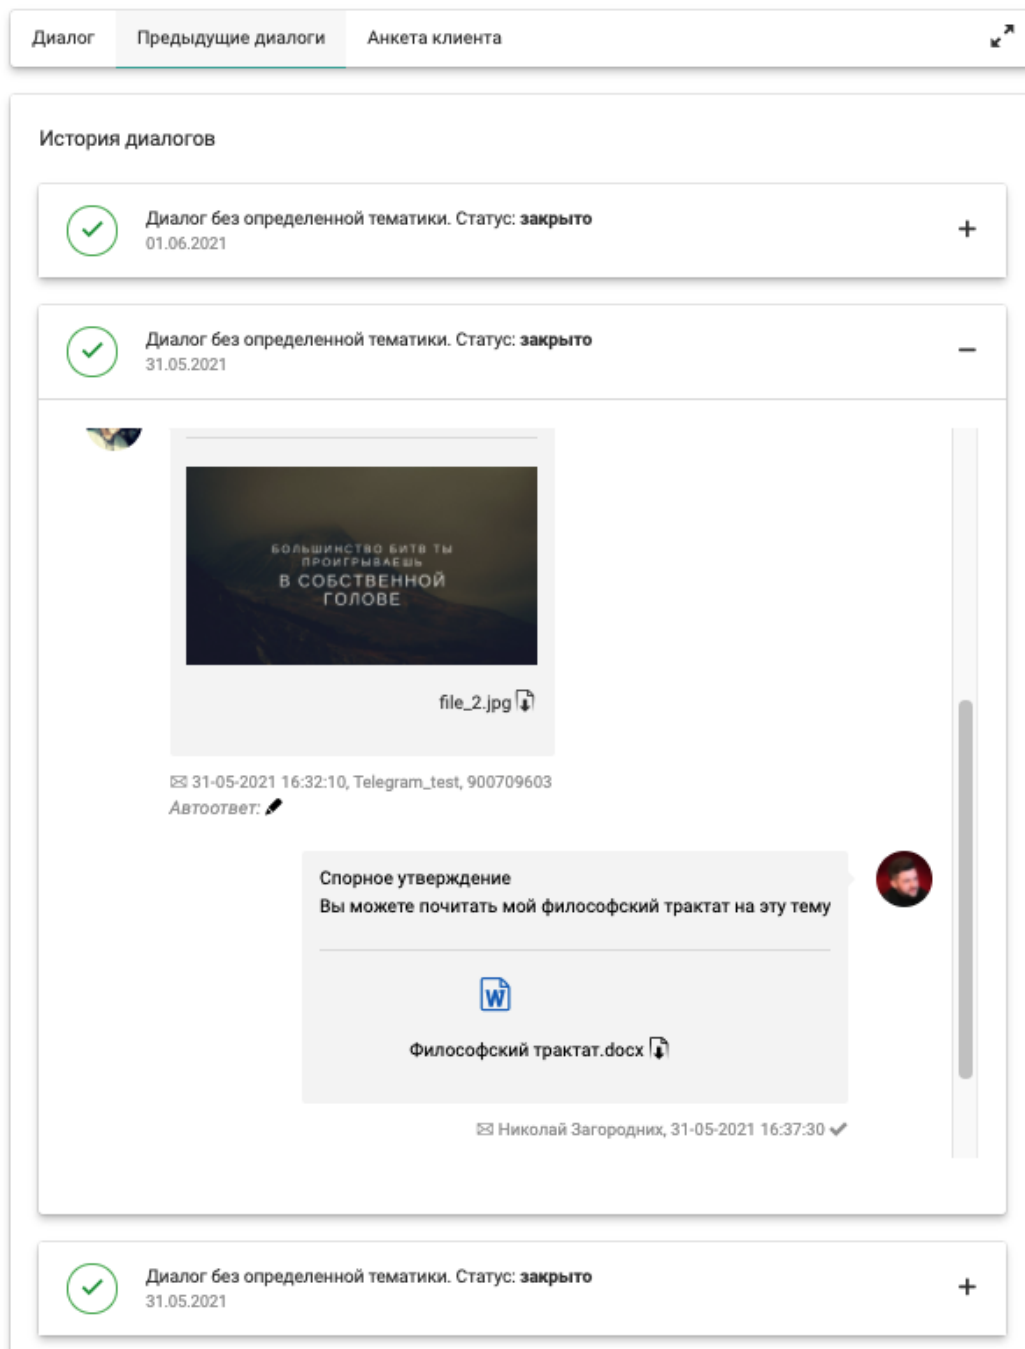 Диалог
Предыдущие диалоги
Анкета клиента
История диалогов
Диалог без определенной тематики. Статус: закрыто
01.06.2021
Диалог без определенной тематики. Статус: закрыто
31.05.2021
БОЛЬШИНСТВО БИТВ ТЫ
ПРОИГРЫВАЕШЬ
В СОБСТВЕННОЙ
ГОЛОВЕ
file_2.jpg
31-05-2021 16:32:10, Telegram_test, 900709603
Автоответ:
Спорное утверждение
Вы можете почитать мой философский трактат на эту тему
W
Философский трактат.docx
Николай Загородних, 31-05-2021 16:37:30
Диалог без определенной тематики. Статус: закрыто
31.05.2021